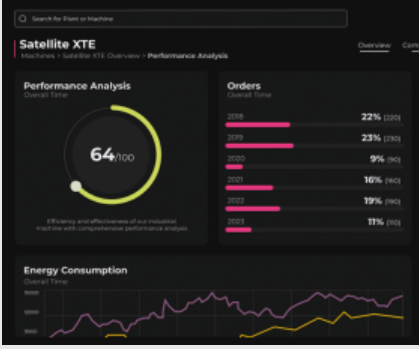 Search for Plant or Machine
Satellite XTE
Overview
Machines > Satellite XTE Overview > Performance Analysis
Performance Analysis
Overall Time
64/100
Efficiency and effectiveness of our industrial
machine with comprehensive performance analysis
Orders
Overall Time
2018 22% (220)
2019 23% (230)
2020 9% (90)
2021 16% (160)
2022 19% (190)
2023 11% (110)
Energy Consumption
Overall Time